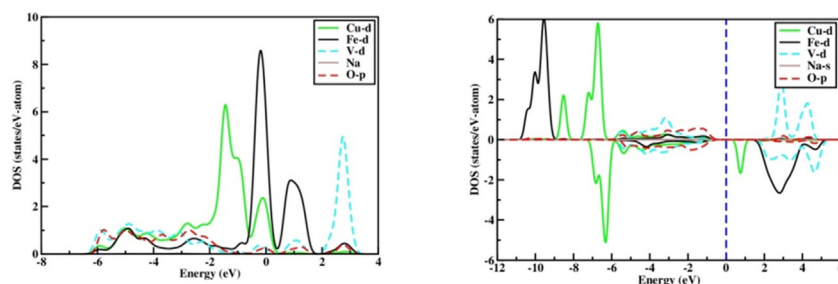 DOS (states/eV-atom)
10
8
6
4
2
0
Cu-d
Fe-d
V-d
Na
O-p
-8 -6 -4 -2 0 2 4
Energy (eV)
DOS (states/eV-atom)
6
4
2
0
-2
-4
-6
Cu-d
Fe-d
V-d
Na-s
O-p
-12 -10 -8 -6 -4 -2 0 2 4 6
Energy (eV)